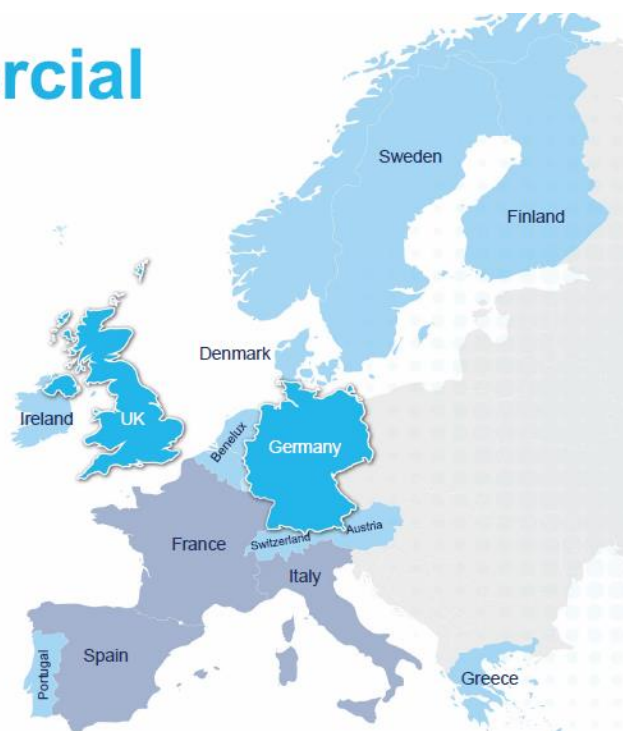 rcial
Sweden
Finland
Denmark
Ireland
UK
Benelux
Germany
France
Switzerland
Austria
Italy
Portugal
Spain
Greece